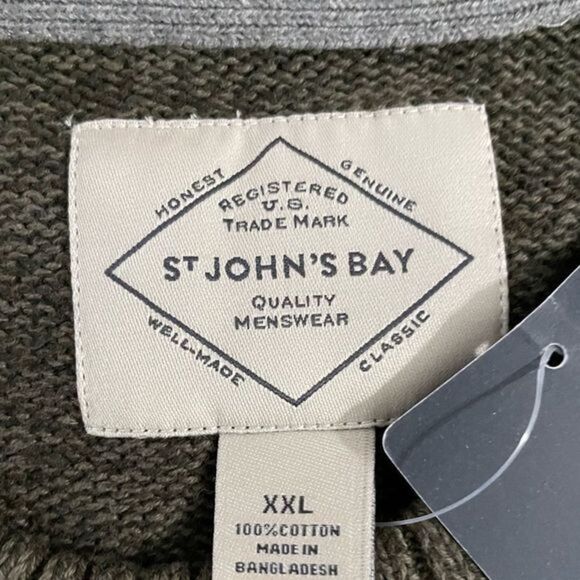 HONEST
GENUINE
REGISTERED
U.S.
TRADE MARK
ST JOHN'S BAY
QUALITY
MENSWEAR
WELL-MADE
CLASSIC
XXL
100%COTTON
MADE IN
BANGLADESH